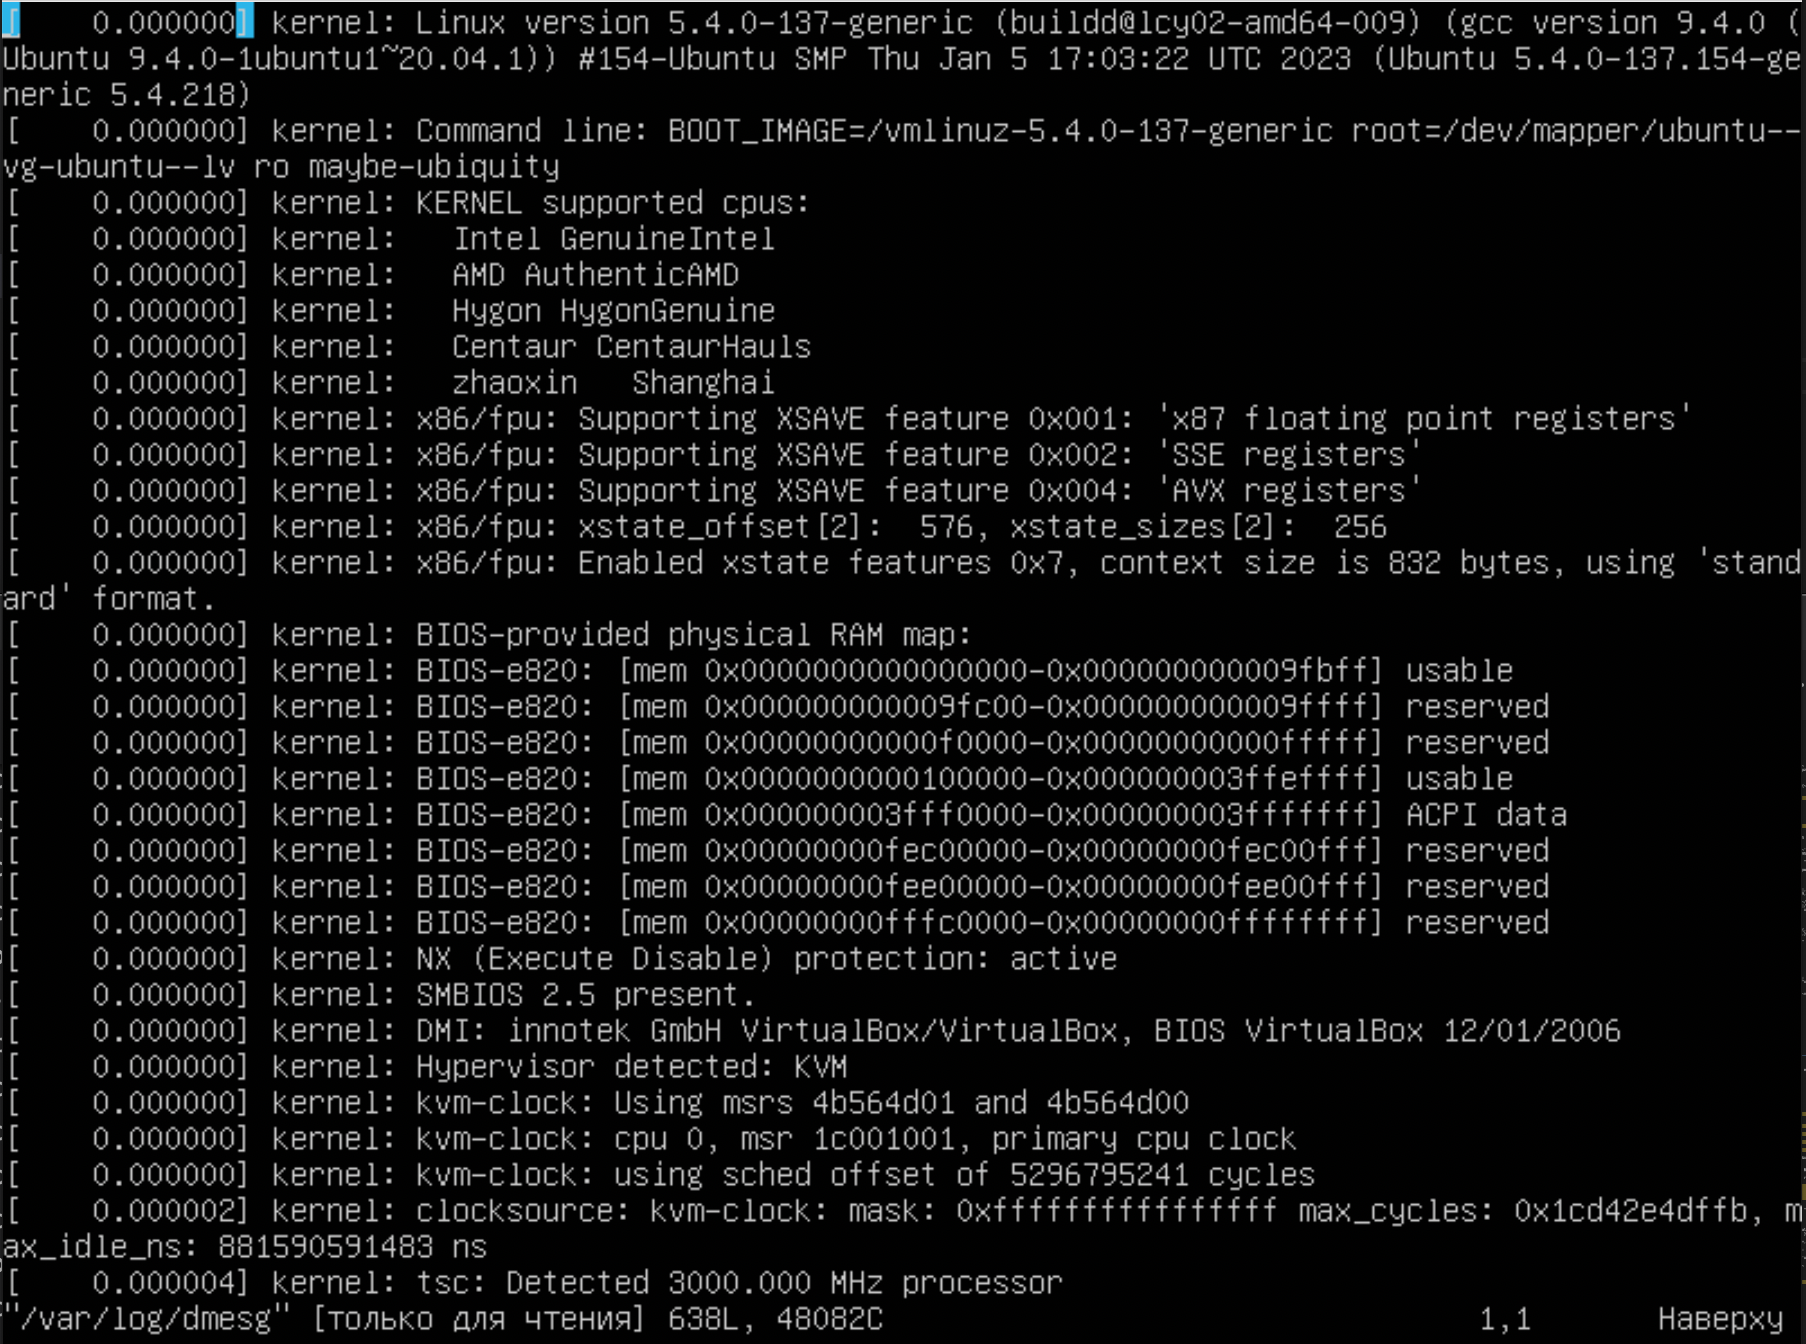 [    0.000000] kernel: Linux version 5.4.0-137-generic (buildd@lcy02-amd64-009) (gcc version 9.4.0 (
Ubuntu 9.4.0-1ubuntu1~20.04.1)) #154-Ubuntu SMP Thu Jan 5 17:03:22 UTC 2023 (Ubuntu 5.4.0-137.154-ge
neric 5.4.218)
[    0.000000] kernel: Command line: BOOT_IMAGE=/vmlinuz-5.4.0-137-generic root=/dev/mapper/ubuntu--
vg-ubuntu--lv ro maybe-ubiquity
[    0.000000] kernel: KERNEL supported cpus:
[    0.000000] kernel:   Intel GenuineIntel
[    0.000000] kernel:   AMD AuthenticAMD
[    0.000000] kernel:   Hygon HygonGenuine
[    0.000000] kernel:   Centaur CentaurHauls
[    0.000000] kernel:   zhaoxin   Shanghai
[    0.000000] kernel: x86/fpu: Supporting XSAVE feature 0x001: 'x87 floating point registers'
[    0.000000] kernel: x86/fpu: Supporting XSAVE feature 0x002: 'SSE registers'
[    0.000000] kernel: x86/fpu: Supporting XSAVE feature 0x004: 'AVX registers'
[    0.000000] kernel: x86/fpu: xstate_offset[2]:  576, xstate_sizes[2]:  256
[    0.000000] kernel: x86/fpu: Enabled xstate features 0x7, context size is 832 bytes, using 'stand
ard' format.
[    0.000000] kernel: BIOS-provided physical RAM map:
[    0.000000] kernel: BIOS-e820: [mem 0x0000000000000000-0x000000000009fbff] usable
[    0.000000] kernel: BIOS-e820: [mem 0x000000000009fc00-0x000000000009ffff] reserved
[    0.000000] kernel: BIOS-e820: [mem 0x00000000000f0000-0x00000000000fffff] reserved
[    0.000000] kernel: BIOS-e820: [mem 0x0000000000100000-0x000000003ffeffff] usable
[    0.000000] kernel: BIOS-e820: [mem 0x000000003fff0000-0x000000003fffffff] ACPI data
[    0.000000] kernel: BIOS-e820: [mem 0x00000000fec00000-0x00000000fec00fff] reserved
[    0.000000] kernel: BIOS-e820: [mem 0x00000000fee00000-0x00000000fee00fff] reserved
[    0.000000] kernel: BIOS-e820: [mem 0x00000000fffc0000-0x00000000ffffffff] reserved
[    0.000000] kernel: NX (Execute Disable) protection: active
[    0.000000] kernel: SMBIOS 2.5 present.
[    0.000000] kernel: DMI: innotek GmbH VirtualBox/VirtualBox, BIOS VirtualBox 12/01/2006
[    0.000000] kernel: Hypervisor detected: KVM
[    0.000000] kernel: kvm-clock: Using msrs 4b564d01 and 4b564d00
[    0.000000] kernel: kvm-clock: cpu 0, msr 1c001001, primary cpu clock
[    0.000000] kernel: kvm-clock: using sched offset of 5296795241 cycles
[    0.000002] kernel: clocksource: kvm-clock: mask: 0xffffffffffffffff max_cycles: 0x1cd42e4dffb, m
ax_idle_ns: 881590591483 ns
[    0.000004] kernel: tsc: Detected 3000.000 MHz processor
"/var/log/dmesg" [только для чтения] 638L, 48082C 1,1 Наверху